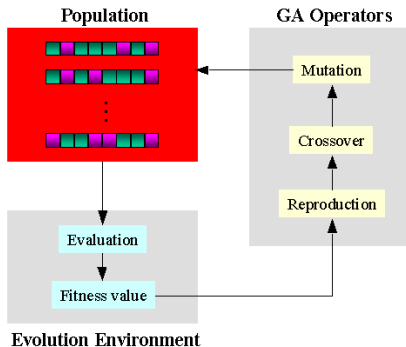 Population
GA Operators
Mutation
Crossover
Reproduction
Evaluation
Fitness value
Evolution Environment